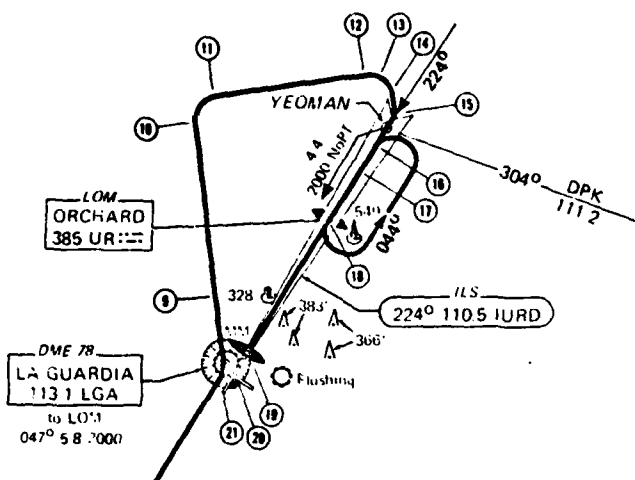 11
12
13
14
224°
15
YEOMAN
10
4.4
2000 NoPT
16
304°
DPK
111 2
17
LOM
ORCHARD
385 UR
549
044°
18
9
328
383'
366'
ILS
224° 110.5 IURD
MM
DME 78
LA GUARDIA
113 1 LGA
to LOM
047° 5 8 2000
Flushing
19
20
21